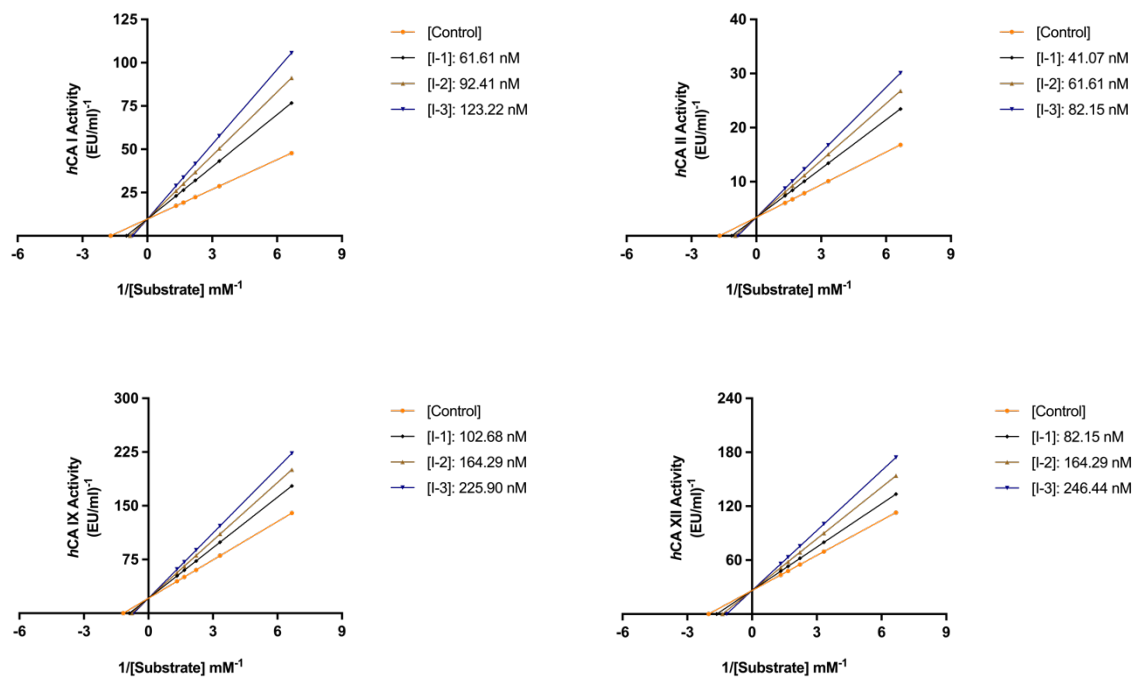 125
100
75
50
25
-6 -3 0 3 6 9
hCA I Activity
(EU/ml)-1
1/[Substrate] mM-1
[Control]
[I-1]: 61.61 nM
[I-2]: 92.41 nM
[I-3]: 123.22 nM
40
30
20
10
-6 -3 0 3 6 9
hCA II Activity
(EU/ml)-1
1/[Substrate] mM-1
[Control]
[I-1]: 41.07 nM
[I-2]: 61.61 nM
[I-3]: 82.15 nM
300
225
150
75
-6 -3 0 3 6 9
hCA IX Activity
(EU/ml)-1
1/[Substrate] mM-1
[Control]
[I-1]: 102.68 nM
[I-2]: 164.29 nM
[I-3]: 225.90 nM
240
180
120
60
-6 -3 0 3 6 9
hCA XII Activity
(EU/ml)-1
1/[Substrate] mM-1
[Control]
[I-1]: 82.15 nM
[I-2]: 164.29 nM
[I-3]: 246.44 nM